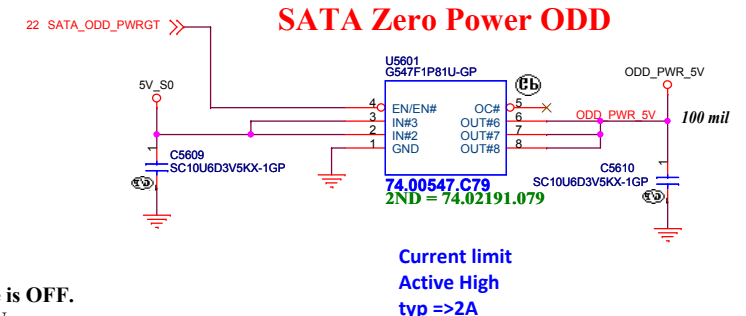 SATA Zero Power ODD
22 SATA_ODD_PWRGT
U5601
G547F1P81U-GP
5V_S0
ODD_PWR_5V
4 EN/EN# OC# 5
3 IN#3 OUT#6 6 ODD_PWR_5V 100 mil
2 IN#2 OUT#7 7
1 GND OUT#8 8
1 C5609
SC10U6D3V5KX-1GP
1 C5610
SC10U6D3V5KX-1GP
74.00547.C79
2ND = 74.02191.079
Current limit
Active High
typ =>2A
is OFF.